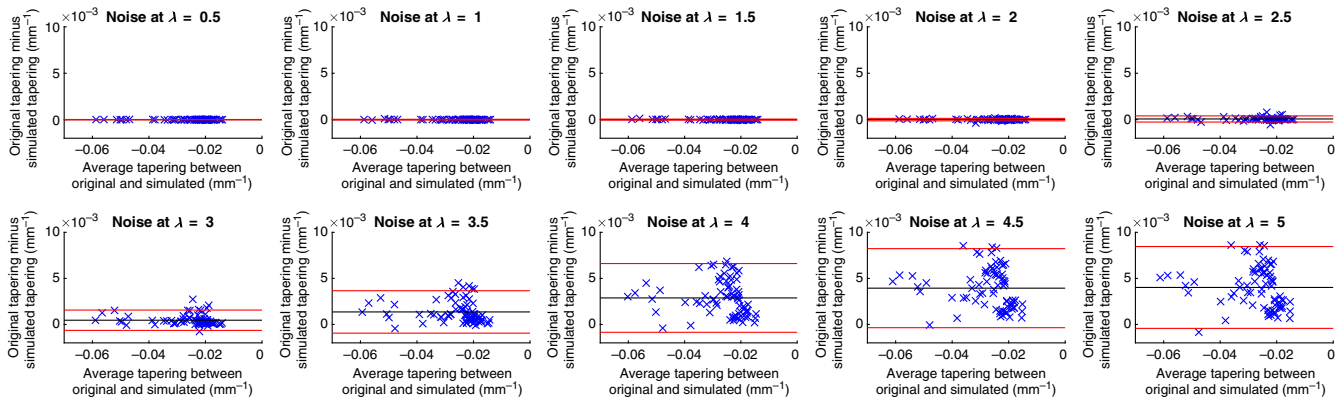 ×10⁻³ Noise at λ = 0.5
Original tapering minus
simulated tapering (mm⁻¹)
10
5
0
−0.06 −0.04 −0.02 0
Average tapering between
original and simulated (mm⁻¹)
×10⁻³ Noise at λ = 1
Original tapering minus
simulated tapering (mm⁻¹)
10
5
0
−0.06 −0.04 −0.02 0
Average tapering between
original and simulated (mm⁻¹)
×10⁻³ Noise at λ = 1.5
Original tapering minus
simulated tapering (mm⁻¹)
10
5
0
−0.06 −0.04 −0.02 0
Average tapering between
original and simulated (mm⁻¹)
×10⁻³ Noise at λ = 2
Original tapering minus
simulated tapering (mm⁻¹)
10
5
0
−0.06 −0.04 −0.02 0
Average tapering between
original and simulated (mm⁻¹)
×10⁻³ Noise at λ = 2.5
Original tapering minus
simulated tapering (mm⁻¹)
10
5
0
−0.06 −0.04 −0.02 0
Average tapering between
original and simulated (mm⁻¹)
×10⁻³ Noise at λ = 3
Original tapering minus
simulated tapering (mm⁻¹)
10
5
0
−0.06 −0.04 −0.02 0
Average tapering between
original and simulated (mm⁻¹)
×10⁻³ Noise at λ = 3.5
Original tapering minus
simulated tapering (mm⁻¹)
10
5
0
−0.06 −0.04 −0.02 0
Average tapering between
original and simulated (mm⁻¹)
×10⁻³ Noise at λ = 4
Original tapering minus
simulated tapering (mm⁻¹)
10
5
0
−0.06 −0.04 −0.02 0
Average tapering between
original and simulated (mm⁻¹)
×10⁻³ Noise at λ = 4.5
Original tapering minus
simulated tapering (mm⁻¹)
10
5
0
−0.06 −0.04 −0.02 0
Average tapering between
original and simulated (mm⁻¹)
×10⁻³ Noise at λ = 5
Original tapering minus
simulated tapering (mm⁻¹)
10
5
0
−0.06 −0.04 −0.02 0
Average tapering between
original and simulated (mm⁻¹)